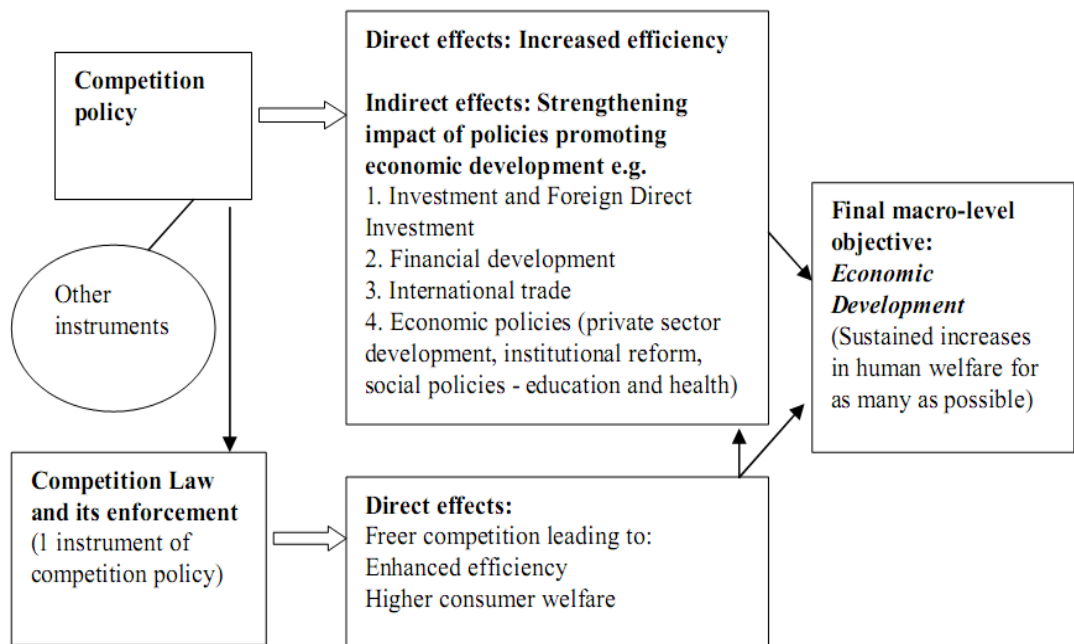 Competition
policy
Other
instruments
Competition Law
and its enforcement
(1 instrument of
competition policy)
Direct effects: Increased efficiency
Indirect effects: Strengthening
impact of policies promoting
economic development e.g.
1. Investment and Foreign Direct
Investment
2. Financial development
3. International trade
4. Economic policies (private sector
development, institutional reform,
social policies - education and health)
Direct effects:
Freer competition leading to:
Enhanced efficiency
Higher consumer welfare
Final macro-level
objective:
Economic
Development
(Sustained increases
in human welfare for
as many as possible)